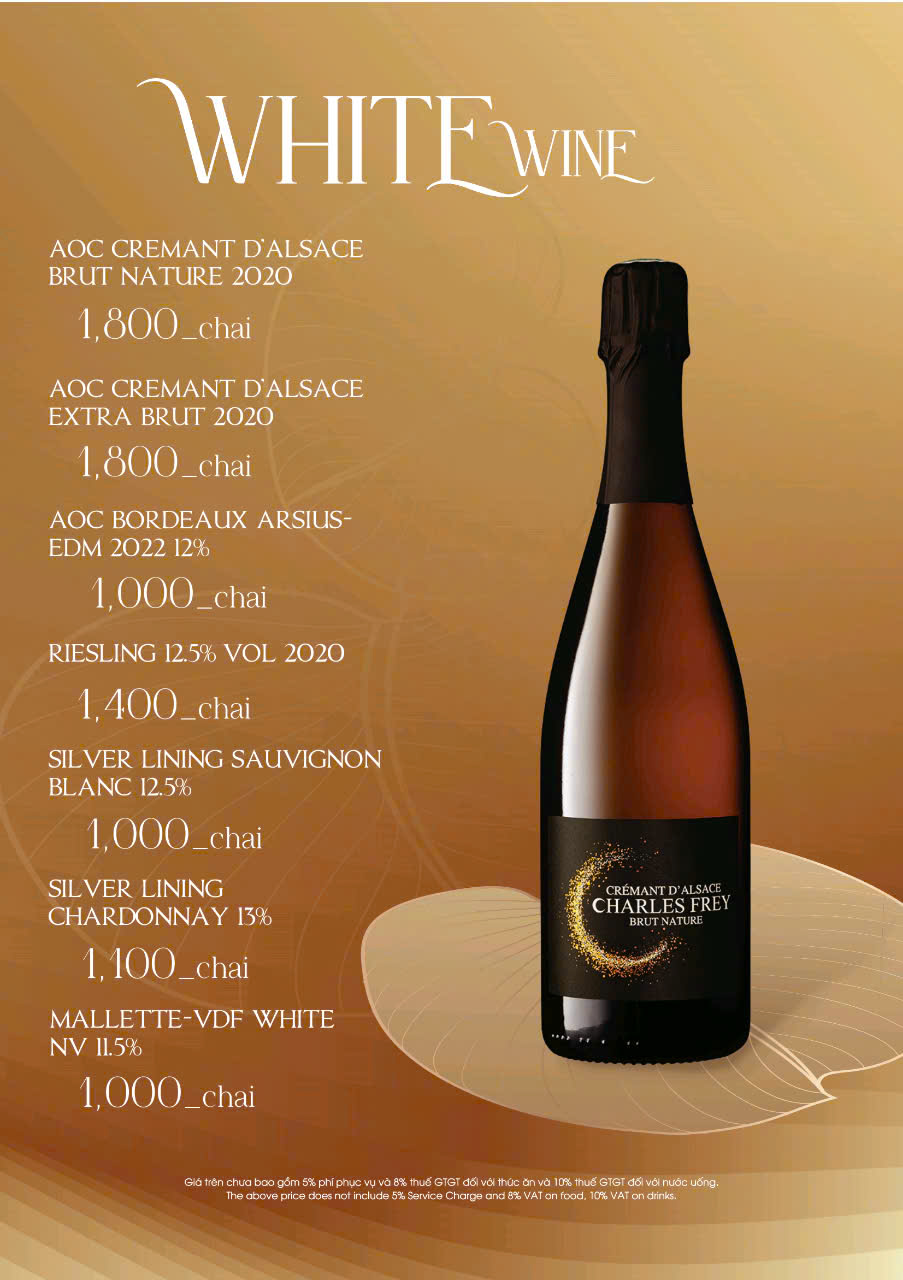 WHITE WINE
AOC CREMANT D'ALSACE
BRUT NATURE 2020
1,800_chai
AOC CREMANT D'ALSACE
EXTRA BRUT 2020
1,800_chai
AOC BORDEAUX ARSIUS-
EDM 2022 12%
1,000_chai
RIESLING 12.5% VOL 2020
1,400_chai
SILVER LINING SAUVIGNON
BLANC 12.5%
1,000_chai
SILVER LINING
CHARDONNAY 13%
1,100_chai
MALLETTE-VDF WHITE
NV 11.5%
1,000_chai
CRÉMANT D'ALSACE
CHARLES FREY
BRUT NATURE
Giá trên chưa bao gồm 5% phí phục vụ và 8% thuế GTGT đối với thức ăn và 10% thuế GTGT đối với nước uống.
The above price does not include 5% Service Charge and 8% VAT on food, 10% VAT on drinks.